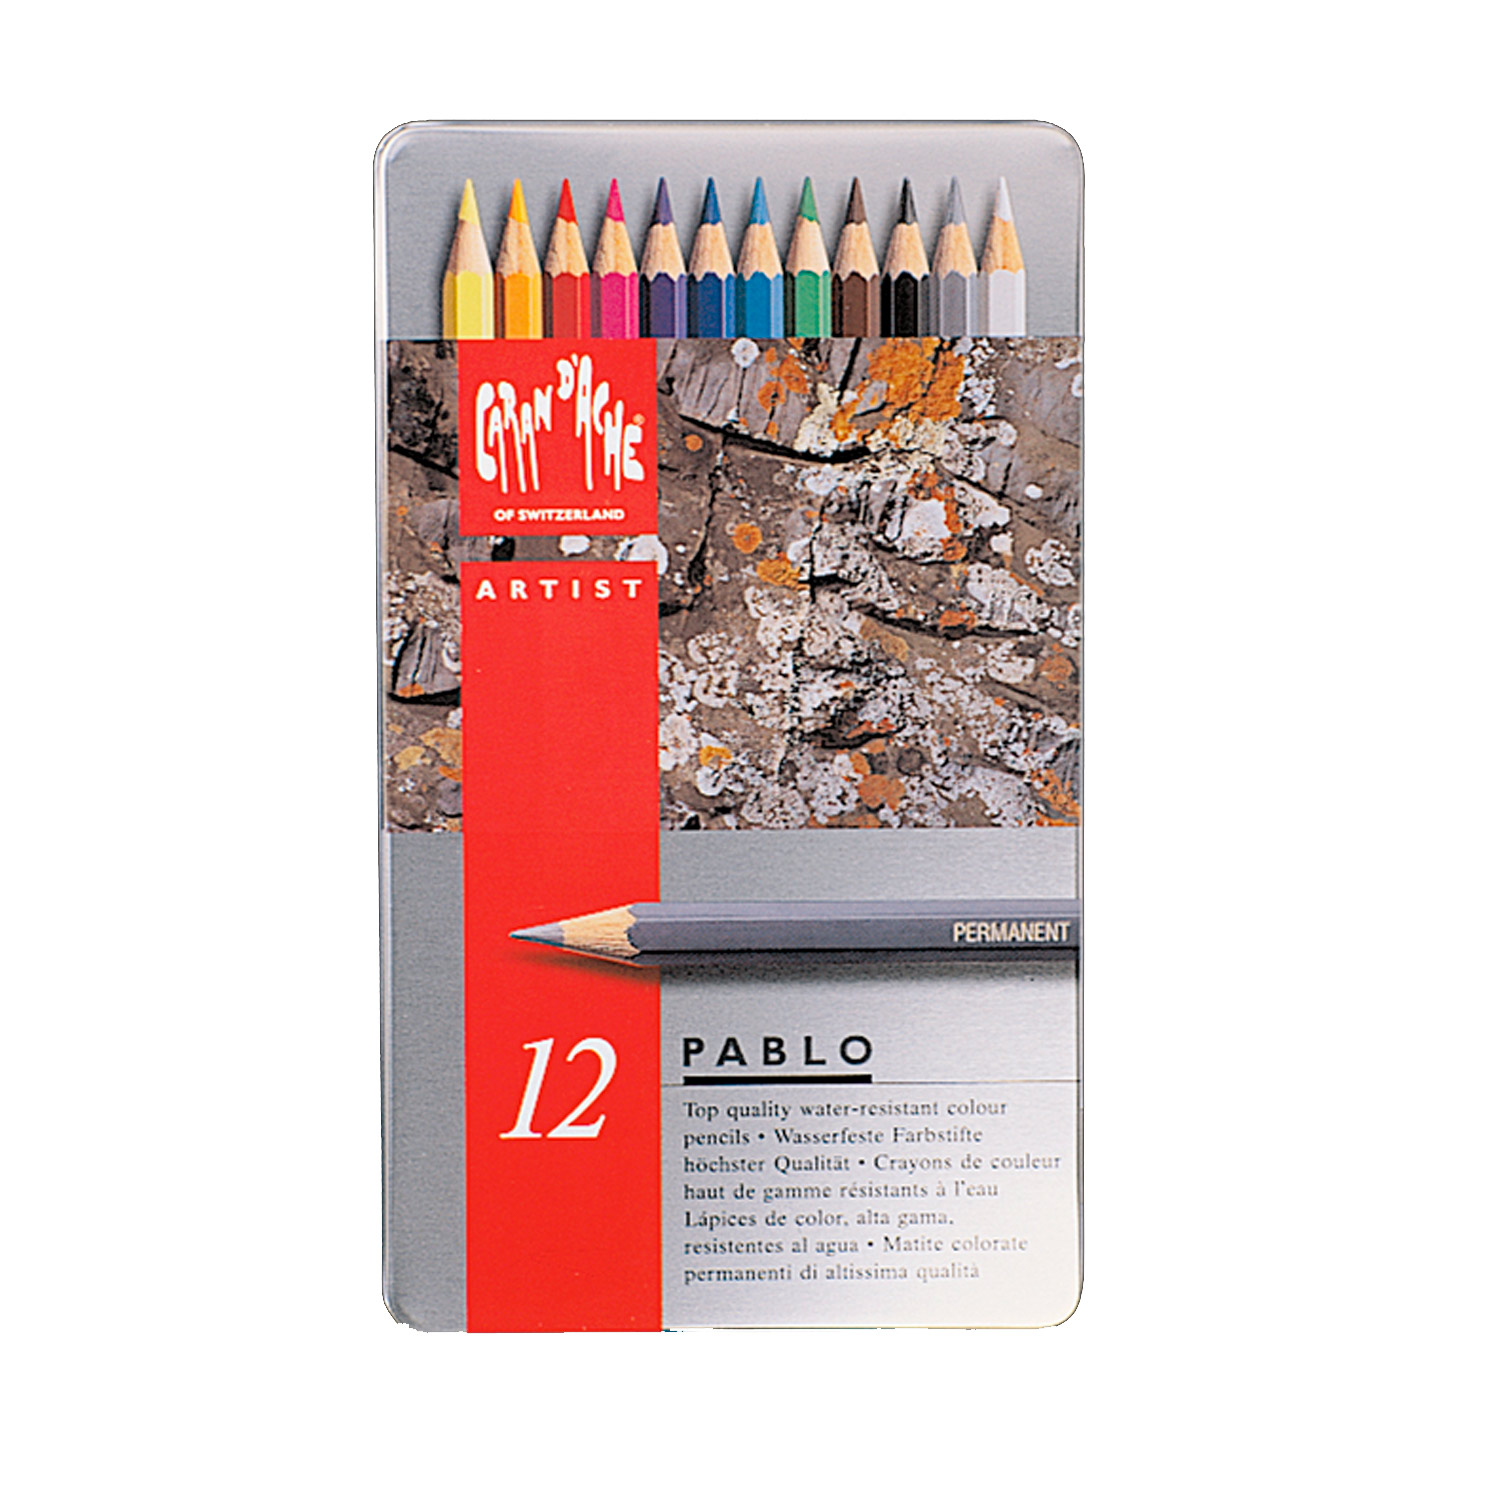 CARAN D'ACHE®
OF SWITZERLAND
ARTIST
PERMANENT
12
PABLO
Top quality water-resistant colour
pencils • Wasserfeste Farbstifte
höchster Qualität • Crayons de couleur
haut de gamme résistants à l'eau
Lápices de color, alta gama,
resistentes al agua • Matite colorate
permanenti di altissima qualità